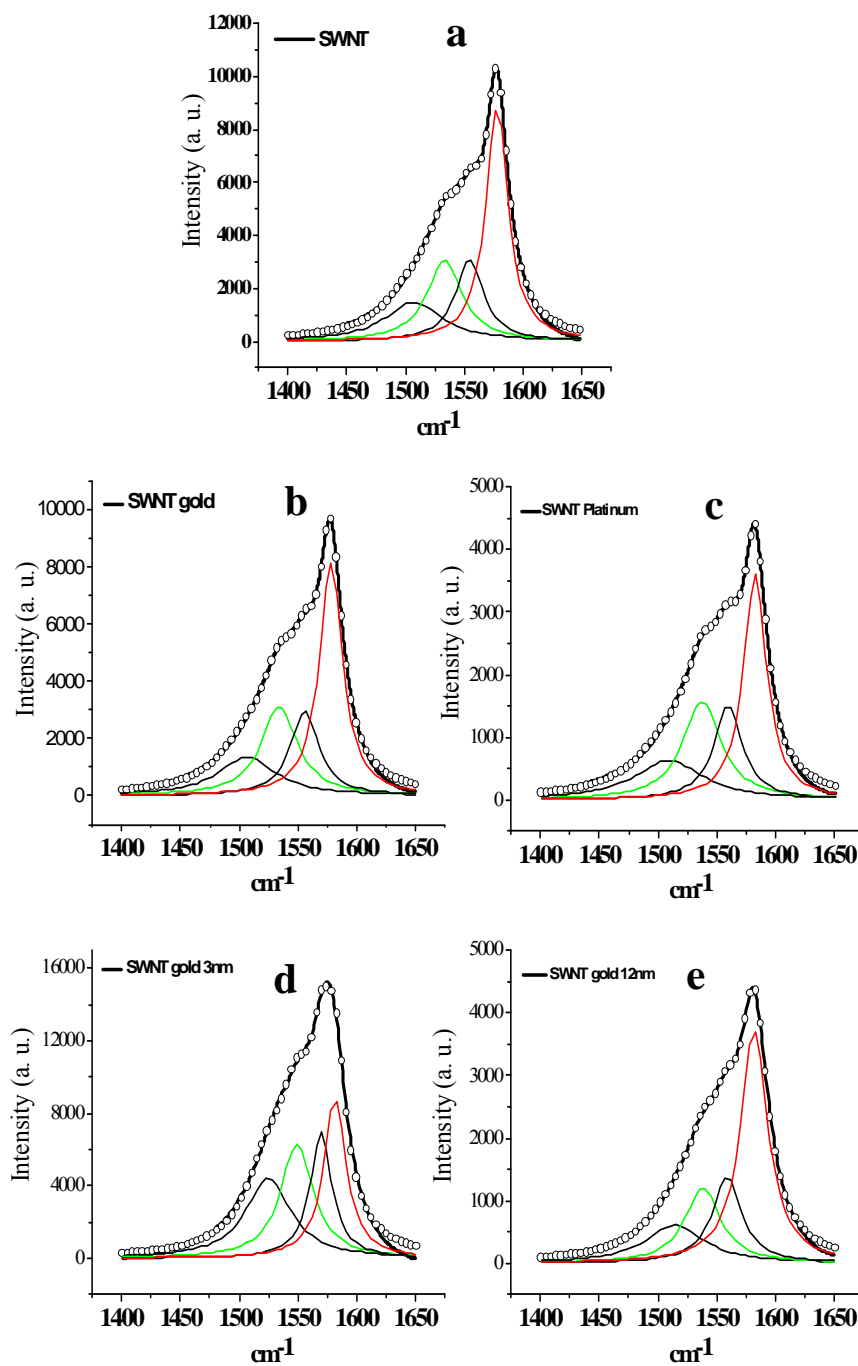 a
SWNT
Intensity (a. u.)
12000
10000
8000
6000
4000
2000
0
1400 1450 1500 1550 1600 1650
cm-1
b
SWNT gold
Intensity (a. u.)
10000
8000
6000
4000
2000
0
1400 1450 1500 1550 1600 1650
cm-1
c
SWNT Platinum
Intensity (a. u.)
5000
4000
3000
2000
1000
0
1400 1450 1500 1550 1600 1650
cm-1
d
SWNT gold 3nm
Intensity (a. u.)
16000
12000
8000
4000
0
1400 1450 1500 1550 1600 1650
cm-1
e
SWNT gold 12nm
Intensity (a. u.)
5000
4000
3000
2000
1000
0
1400 1450 1500 1550 1600 1650
cm-1